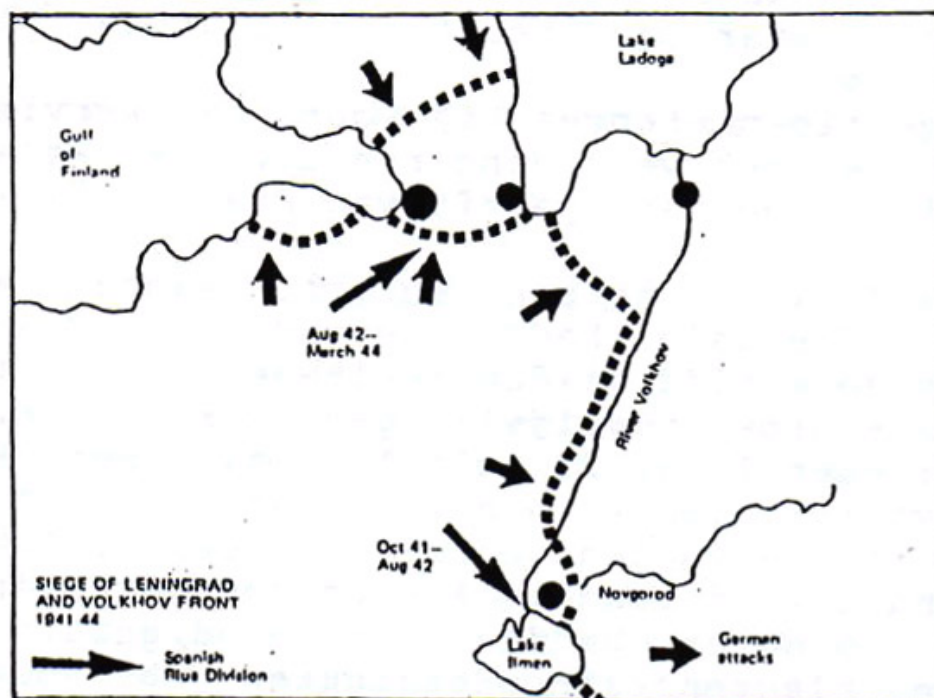 Lake
Ladoga
Gulf
of
Finland
Aug 42–
March 44
River Volkhov
Oct 41–
Aug 42
Novgorod
SIEGE OF LENINGRAD
AND VOLKHOV FRONT
1941 44
Spanish
Blue Division
Lake
Ilmen
German
attacks